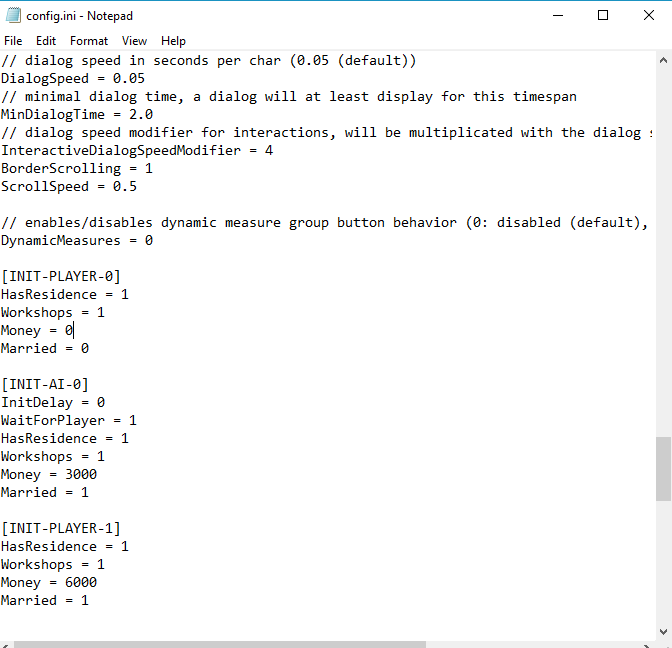 config.ini - Notepad
File Edit Format View Help
// dialog speed in seconds per char (0.05 (default))
DialogSpeed = 0.05
// minimal dialog time, a dialog will at least display for this timespan
MinDialogTime = 2.0
// dialog speed modifier for interactions, will be multiplicated with the dialog
InteractiveDialogSpeedModifier = 4
BorderScrolling = 1
ScrollSpeed = 0.5
// enables/disables dynamic measure group button behavior (0: disabled (default),
DynamicMeasures = 0
[INIT-PLAYER-0]
HasResidence = 1
Workshops = 1
Money = 0
Married = 0
[INIT-AI-0]
InitDelay = 0
WaitForPlayer = 1
HasResidence = 1
Workshops = 1
Money = 3000
Married = 1
[INIT-PLAYER-1]
HasResidence = 1
Workshops = 1
Money = 6000
Married = 1